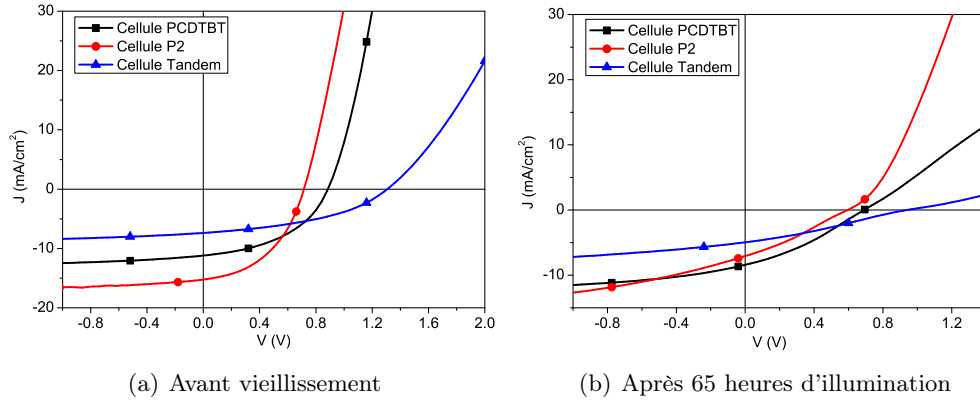 Cellule PCDTBT
Cellule P2
Cellule Tandem
J (mA/cm²)
30
20
10
0
-10
-20
-0.8
-0.4
0.0
0.4
0.8
1.2
1.6
2.0
V (V)
(a) Avant vieillissement
Cellule PCDTBT
Cellule P2
Cellule Tandem
J (mA/cm²)
30
20
10
0
-10
-0.8
-0.4
0.0
0.4
0.8
1.2
V (V)
(b) Après 65 heures d'illumination